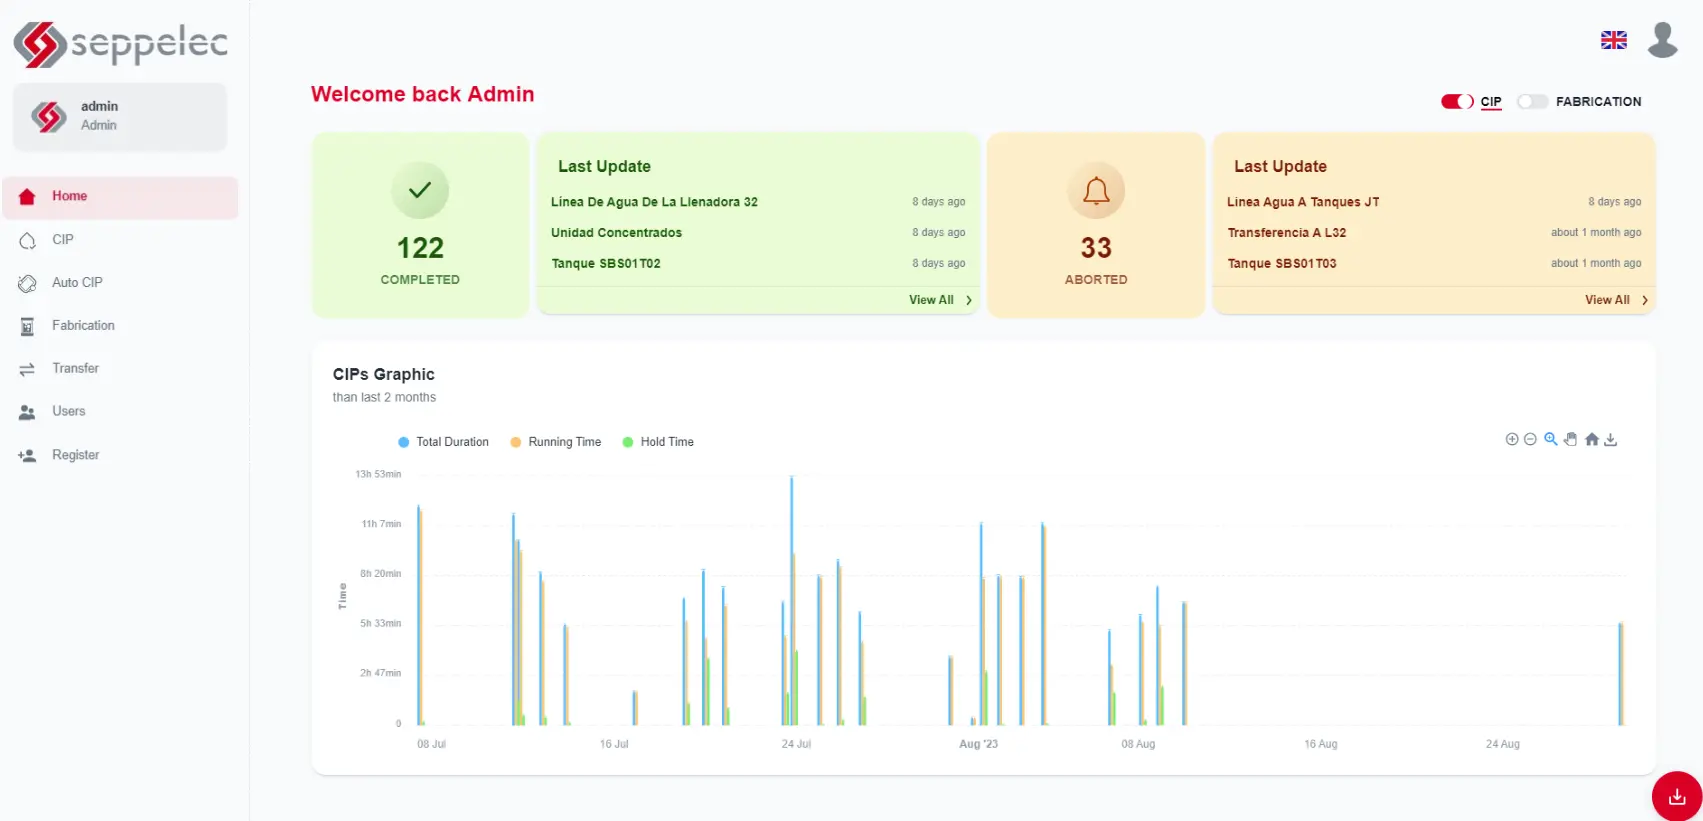 seppelec
admin
Admin
Home
CIP
Auto CIP
Fabrication
Transfer
Users
Register
Welcome back Admin
CIP
FABRICATION
122
COMPLETED
Last Update
Linea De Agua De La Llenadora 32 8 days ago
Unidad Concentrados 8 days ago
Tanque SBS01T02 8 days ago
View All
33
ABORTED
Last Update
Linea Agua A Tanques JT 8 days ago
Transferencia A L32 about 1 month ago
Tanque SBS01T03 about 1 month ago
View All
CIPs Graphic
than last 2 months
Total Duration Running Time Hold Time
13h 53min
11h 7min
8h 20min
5h 33min
2h 47min
0
Time
08 Jul 16 Jul 24 Jul Aug '23 08 Aug 16 Aug 24 Aug